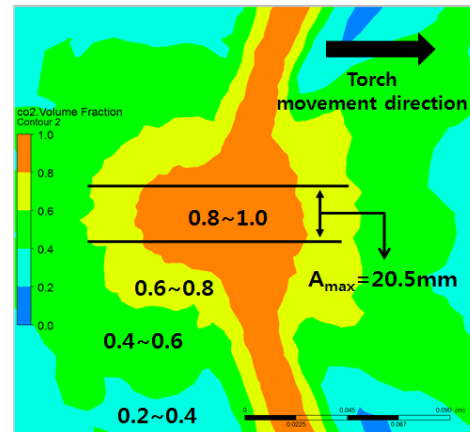 Torch
movement direction
co2.Volume Fraction
Contour 2
1.0
0.8
0.6
0.4
0.2
0.0
0.8~1.0
0.6~0.8
Amax=20.5mm
0.4~0.6
0.2~0.4
0 0.045 0.090 (m)
0.0225 0.067